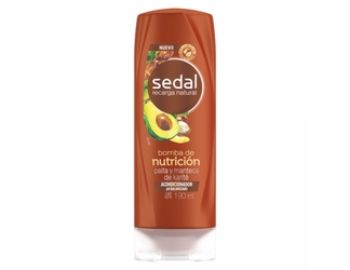 NUEVO
sedal
recarga natural
bomba de
nutrición
palta y manteca
de karité
ACONDICIONADOR
190 ml